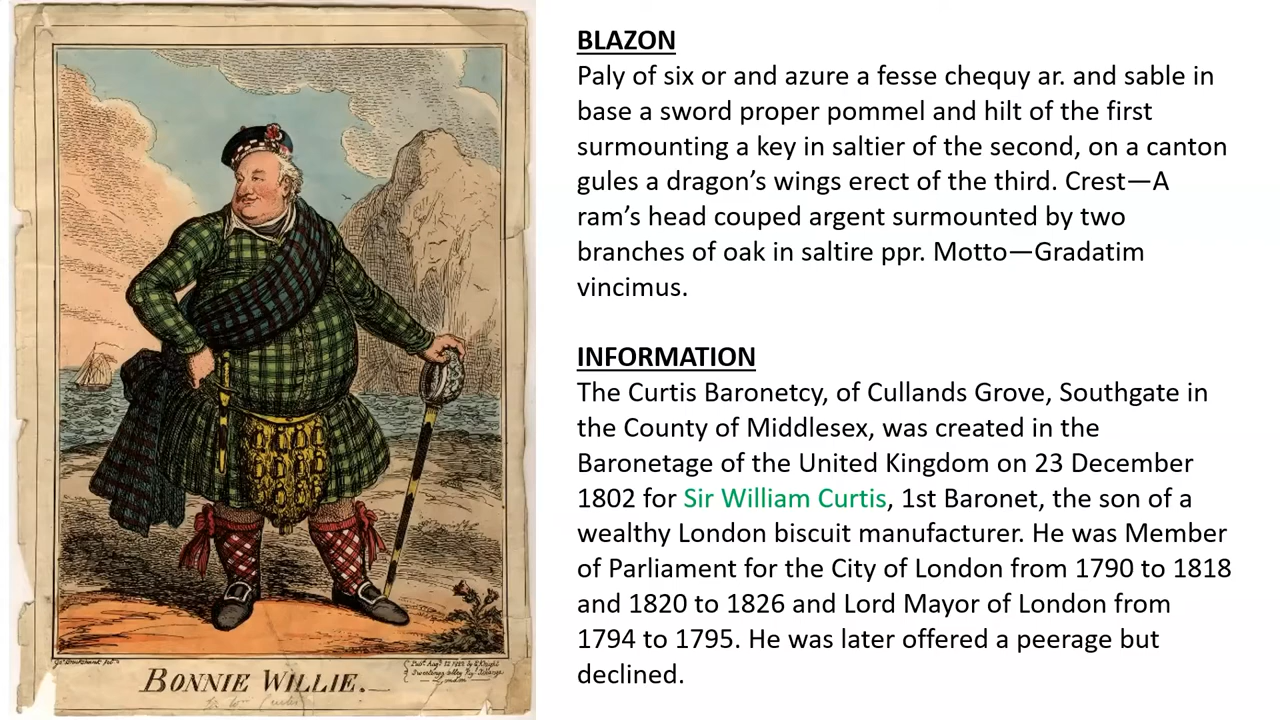 BLAZON
Paly of six or and azure a fesse chequy ar. and sable in
base a sword proper pommel and hilt of the first
surmounting a key in saltier of the second, on a canton
gules a dragon’s wings erect of the third. Crest—A
ram’s head couped argent surmounted by two
branches of oak in saltire ppr. Motto—Gradatim
vincimus.
INFORMATION
The Curtis Baronetcy, of Cullands Grove, Southgate in
the County of Middlesex, was created in the
Baronetage of the United Kingdom on 23 December
1802 for Sir William Curtis, 1st Baronet, the son of a
wealthy London biscuit manufacturer. He was Member
of Parliament for the City of London from 1790 to 1818
and 1820 to 1826 and Lord Mayor of London from
1794 to 1795. He was later offered a peerage but
declined.
BONNIE WILLIE.